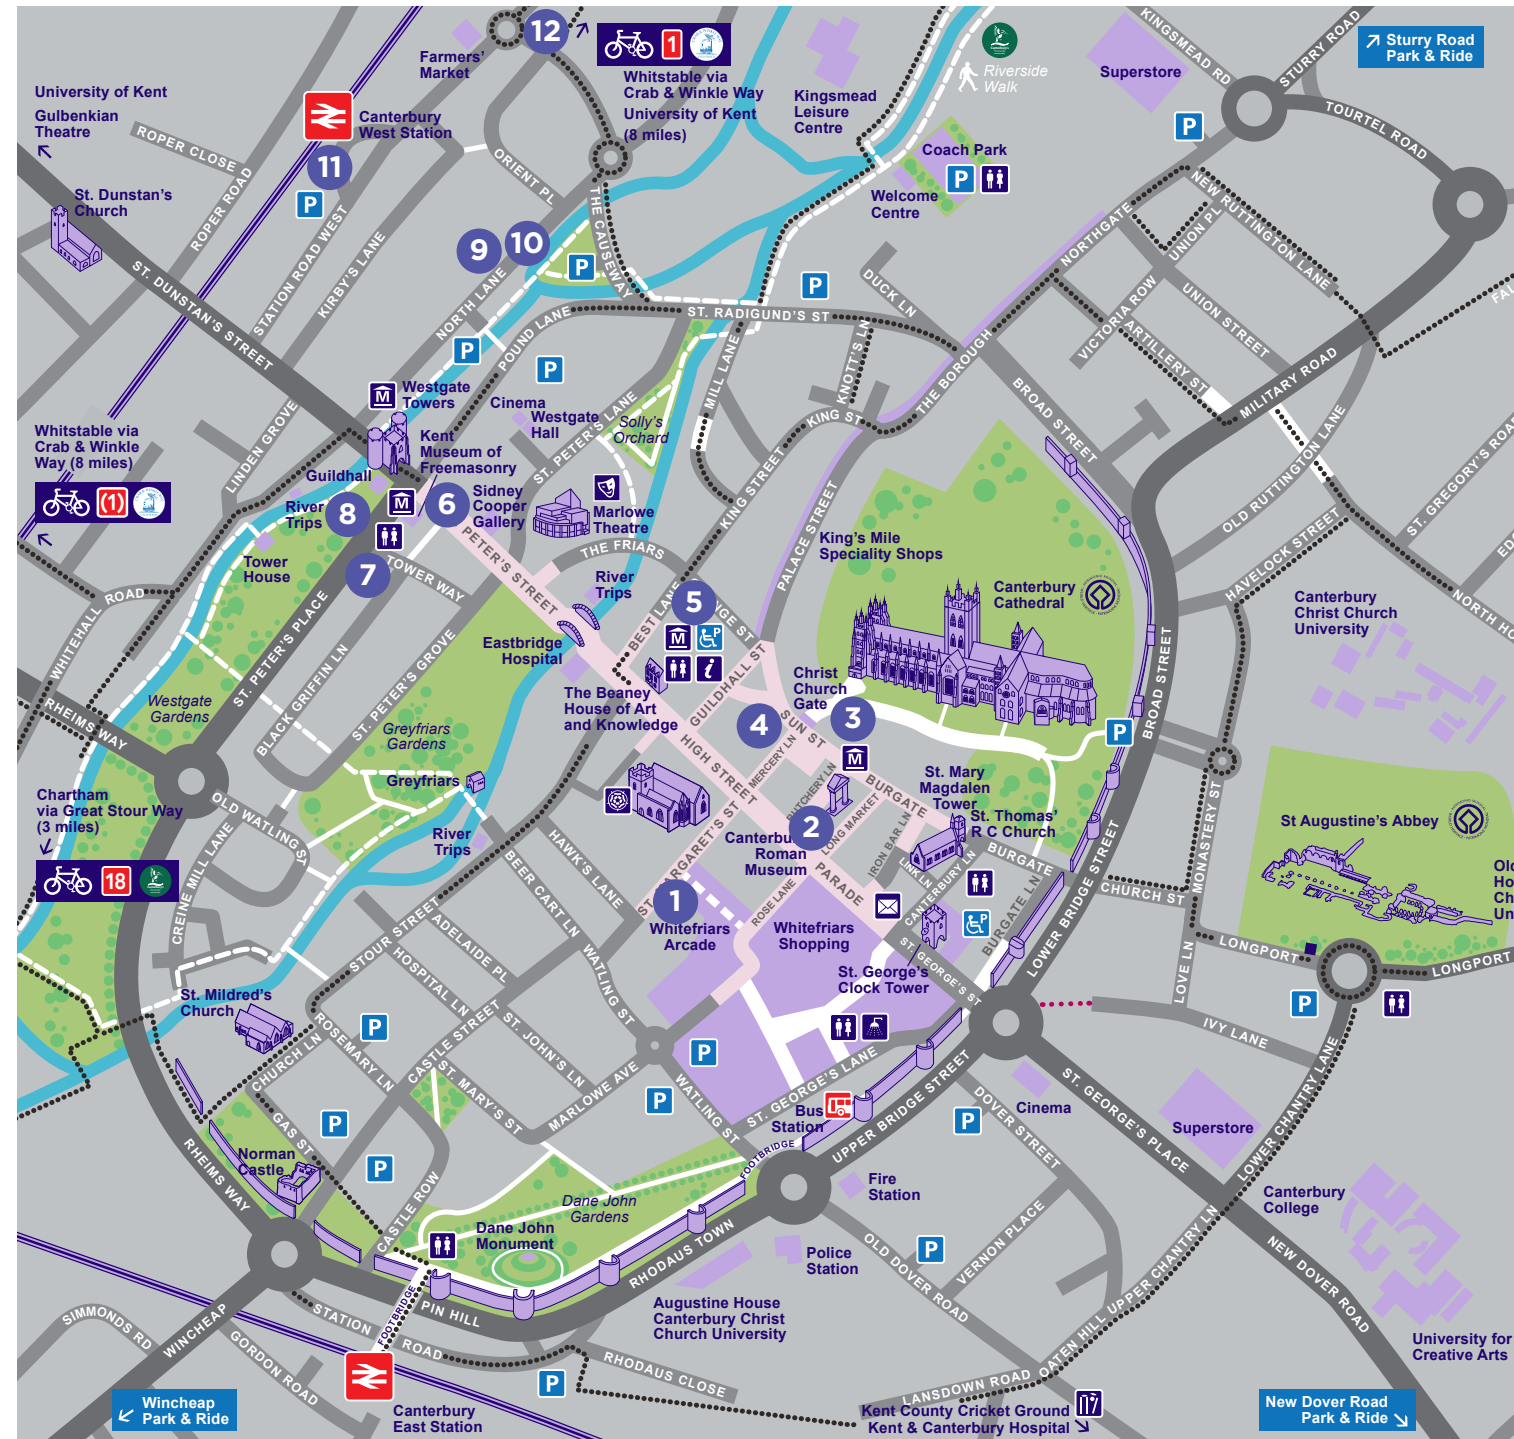 12
1
Whitstable via
Crab & Winkle Way
University of Kent
(8 miles)
Farmers'
Market
Kingsmead
Leisure
Centre
Riverside
Walk
Superstore
KINGSMEAD RD
STURRY ROAD
Sturry Road
Park & Ride
TOURTEL ROAD
P
University of Kent
Gulbenkian
Theatre
ROPER CLOSE
ROPER ROAD
Canterbury
West Station
11
P
ORIENT PL
THE CAUSEWAY
Coach Park
P
Welcome
Centre
St. Dunstan's
Church
ST. DUNSTAN'S STREET
STATION ROAD WEST
KIRBY'S LANE
9
10
NORTH LANE
P
P
POUND LANE
P
P
DUCK LN
ST. RADIGUND'S ST
NORTHGATE
NEW RUTTINGTON LANE
UNION PL
VICTORIA ROW
UNION STREET
ARTILLERY ST
MILITARY ROAD
THE BOROUGH
BROAD STREET
KNOTT'S LN
MILL LANE
KING ST
KING STREET
Westgate
Towers
Cinema
Westgate
Hall
ST. PETER'S LANE
Solly's
Orchard
Kent
Museum of
Freemasonry
Guildhall
LINDEN GROVE
Whitstable via
Crab & Winkle
Way (8 miles)
(1)
River
Trips
8
6
Sidney
Cooper
Gallery
Marlowe
Theatre
7
Tower
House
TOWER WAY
PETER'S STREET
THE FRIARS
River
Trips
PALACE STREET
King's Mile
Speciality Shops
Canterbury
Cathedral
OLD RUTTINGTON LANE
ST. GREGORY'S ROAD
HAVELOCK STREET
Canterbury
Christ Church
University
WHITEHALL ROAD
ST. PETER'S PLACE
BLACK GRIFFIN LN
ST. PETER'S GROVE
Eastbridge
Hospital
BEST LANE
5
GUILDHALL ST
The Beaney
House of Art
and Knowledge
Christ
Church
Gate
3
4
SUN ST
BROAD STREET
P
Westgate
Gardens
RHEIMS WAY
Greyfriars
Gardens
Greyfriars
HIGH STREET
MERCERY LN
BURGATE
St. Mary
Magdalen
Tower
St. Thomas'
R C Church
BUTCHERY LN
LONG MARKET
IRON BAR LN
2
Canterbury
Roman
Museum
PARADE
LINK LN
CANTERBURY LN
BURGATE
BURGATE LN
CHURCH ST
MONASTERY ST
St Augustine's Abbey
LOWER BRIDGE STREET
Chartham
via Great Stour Way
(3 miles)
18
OLD WATLING ST
CREINE MILL LANE
River
Trips
BEER CART LN
HAWK'S LANE
ST MARGARET'S ST
1
Whitefriars
Arcade
ROSE LANE
Whitefriars
Shopping
St. George's
Clock Tower
ST. GEORGE'S ST
LOVE LN
LONGPORT
LONGPORT
P
IVY LANE
STOUR STREET
ADELAIDE PL
HOSPITAL LN
WATLING ST
St. Mildred's
Church
P
ROSEMARY LN
CHURCH LN
CASTLE STREET
ST. JOHN'S LN
ST. MARY'S ST
MARLOWE AVE
P
P
WATLING ST
ST. GEORGE'S LANE
Bus
Station
UPPER BRIDGE STREET
P
DOVER STREET
Cinema
ST. GEORGE'S PLACE
Superstore
LOWER CHANTRY LANE
P
P
GAS ST
Norman
Castle
RHEIMS WAY
CASTLE ROW
Dane John
Gardens
Dane John
Monument
FOOTBRIDGE
Fire
Station
Police
Station
OLD DOVER ROAD
P
VERNON PLACE
UPPER CHANTRY LN
Canterbury
College
NEW DOVER ROAD
RHODAUS TOWN
Augustine House
Canterbury Christ
Church University
PIN HILL
FOOTBRIDGE
STATION ROAD
WINCHEAP
SIMMONDS RD
GORDON ROAD
RHODAUS CLOSE
P
LANSDOWN ROAD
OATEN HILL
University for
Creative Arts
Wincheap
Park & Ride
Canterbury
East Station
Kent County Cricket Ground
Kent & Canterbury Hospital
New Dover Road
Park & Ride